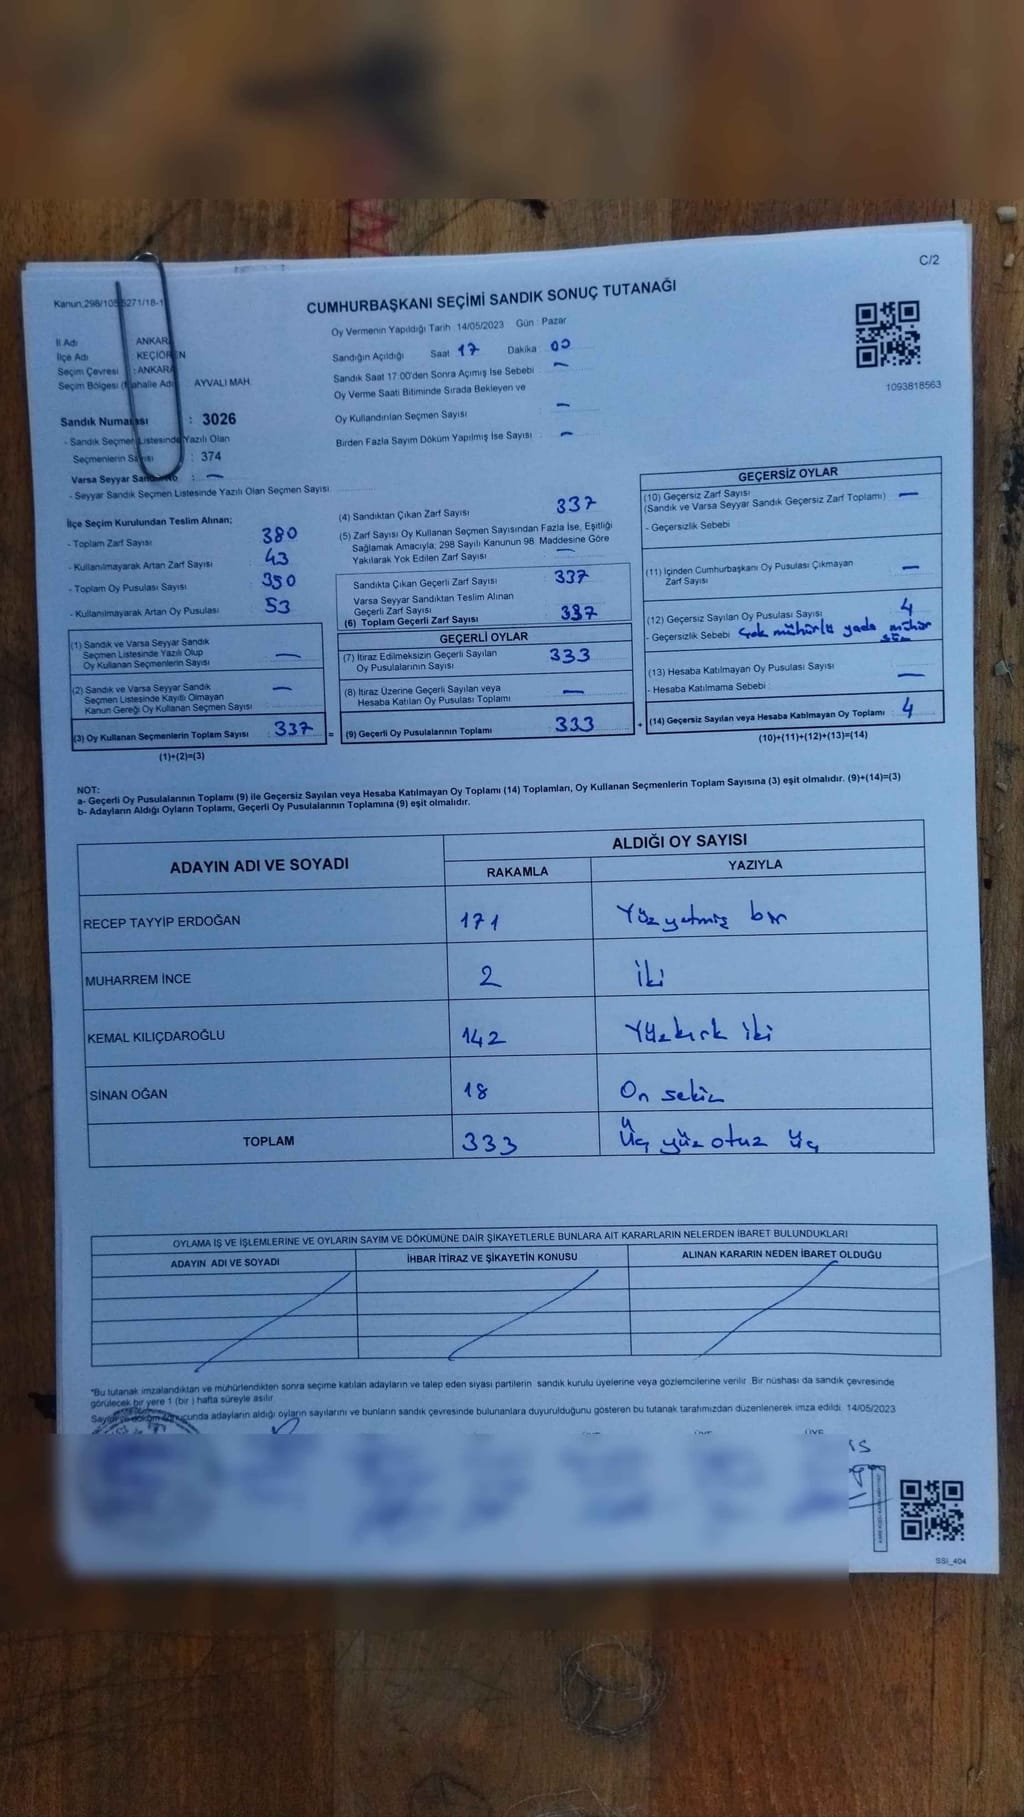 C/2
Kanun.298/105 5271/18-1
CUMHURBAŞKANI SEÇİMİ SANDIK SONUÇ TUTANAĞI
Oy Vermenin Yapıldığı Tarih 14/05/2023 Gün : Pazar
İl Adı ANKARA
İlçe Adı KEÇİÖREN
Seçim Çevresi : ANKARA
Seçim Bölgesi (Mahalle Adı AYVALI MAH.
Sandığın Açıldığı Saat 17 Dakika 00
Sandık Saat 17:00'den Sonra Açımış İse Sebebi : –
Oy Verme Saati Bitiminde Sırada Bekleyen ve
Oy Kullandırılan Seçmen Sayısı : –
Birden Fazla Sayım Döküm Yapılmış İse Sayısı : –
1093818563
Sandık Numarası : 3026
- Sandık Seçmen Listesinde Yazılı Olan
Seçmenlerin Sayısı : 374
Varsa Seyyar Sandık No : –
- Seyyar Sandık Seçmen Listesinde Yazılı Olan Seçmen Sayısı
İlçe Seçim Kurulundan Teslim Alınan;
- Toplam Zarf Sayısı 380
- Kullanılmayarak Artan Zarf Sayısı 43
- Toplam Oy Pusulası Sayısı 350
- Kullanılmayarak Artan Oy Pusulası 53
(1) Sandık ve Varsa Seyyar Sandık
Seçmen Listesinde Yazılı Olup
Oy Kullanan Seçmenlerin Sayısı –
(2) Sandık ve Varsa Seyyar Sandık
Seçmen Listesinde Kayıtlı Olmayan
Kanun Gereği Oy Kullanan Seçmen Sayısı –
(3) Oy Kullanan Seçmenlerin Toplam Sayısı : 337 =
(1)+(2)=(3)
(4) Sandıktan Çıkan Zarf Sayısı 337
(5) Zarf Sayısı Oy Kullanan Seçmen Sayısından Fazla İse, Eşitliği
Sağlamak Amacıyla, 298 Sayılı Kanunun 98. Maddesine Göre
Yakılarak Yok Edilen Zarf Sayısı –
Sandıkta Çıkan Geçerli Zarf Sayısı 337
Varsa Seyyar Sandıktan Teslim Alınan
Geçerli Zarf Sayısı
(6) Toplam Geçerli Zarf Sayısı 337
GEÇERLİ OYLAR
(7) İtiraz Edilmeksizin Geçerli Sayılan
Oy Pusulalarının Sayısı 333
(8) İtiraz Üzerine Geçerli Sayılan veya
Hesaba Katılan Oy Pusulası Toplamı –
(9) Geçerli Oy Pusulalarının Toplamı : 333 +
GEÇERSİZ OYLAR
(10) Geçersiz Zarf Sayısı
(Sandık ve Varsa Seyyar Sandık Geçersiz Zarf Toplamı) –
- Geçersizlik Sebebi
(11) İçinden Cumhurbaşkanı Oy Pusulası Çıkmayan
Zarf Sayısı –
(12) Geçersiz Sayılan Oy Pusulası Sayısı 4
- Geçersizlik Sebebi Çok mühürlü yada mühür
(13) Hesaba Katılmayan Oy Pusulası Sayısı –
- Hesaba Katılmama Sebebi
(14) Geçersiz Sayılan veya Hesaba Katılmayan Oy Toplamı : 4
(10)+(11)+(12)+(13)=(14)
NOT:
a- Geçerli Oy Pusulalarının Toplamı (9) ile Geçersiz Sayılan veya Hesaba Katılmayan Oy Toplamı (14) Toplamları, Oy Kullanan Seçmenlerin Toplam Sayısına (3) eşit olmalıdır. (9)+(14)=(3)
b- Adayların Aldığı Oyların Toplamı, Geçerli Oy Pusulalarının Toplamına (9) eşit olmalıdır.
ADAYIN ADI VE SOYADI ALDIĞI OY SAYISI
RAKAMLA YAZIYLA
RECEP TAYYİP ERDOĞAN 171 Yüz yetmiş bir
MUHARREM İNCE 2 İki
KEMAL KILIÇDAROĞLU 142 Yüzkırk iki
SİNAN OĞAN 18 On sekiz
TOPLAM 333 Üç yüz otuz üç
OYLAMA İŞ VE İŞLEMLERİNE VE OYLARIN SAYIM VE DÖKÜMÜNE DAİR ŞİKAYETLERLE BUNLARA AİT KARARLARIN NELERDEN İBARET BULUNDUKLARI
ADAYIN ADI VE SOYADI İHBAR İTİRAZ VE ŞİKAYETİN KONUSU ALINAN KARARIN NEDEN İBARET OLDUĞU
*Bu tutanak imzalandıktan ve mühürlendikten sonra seçime katılan adayların ve talep eden siyasi partilerin sandık kurulu üyelerine veya gözlemcilerine verilir. Bir nüshası da sandık çevresinde
görülecek bir yere 1 (bir ) hafta süreyle asılır.
Sayım ve döküm sonucunda adayların aldığı oyların sayılarını ve bunların sandık çevresinde bulunanlara duyurulduğunu gösteren bu tutanak tarafımızdan düzenlenerek imza edildi. 14/05/2023
SSI_404